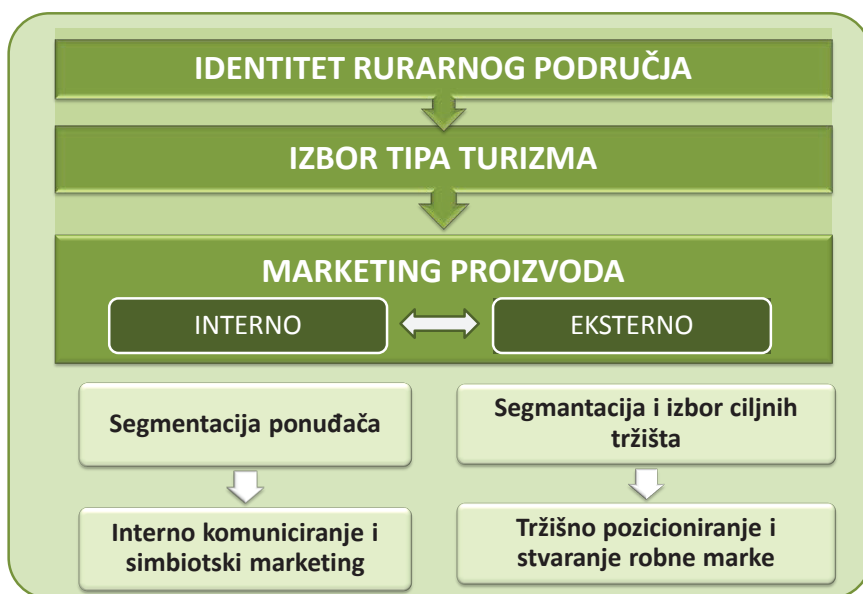 IDENTITET RURARNOG PODRUČJA
IZBOR TIPA TURIZMA
MARKETING PROIZVODA
INTERNO
EKSTERNO
Segmentacija ponuđača
Segmantacija i izbor ciljnih
tržišta
Interno komuniciranje i
simbiotski marketing
Tržišno pozicioniranje i
stvaranje robne marke